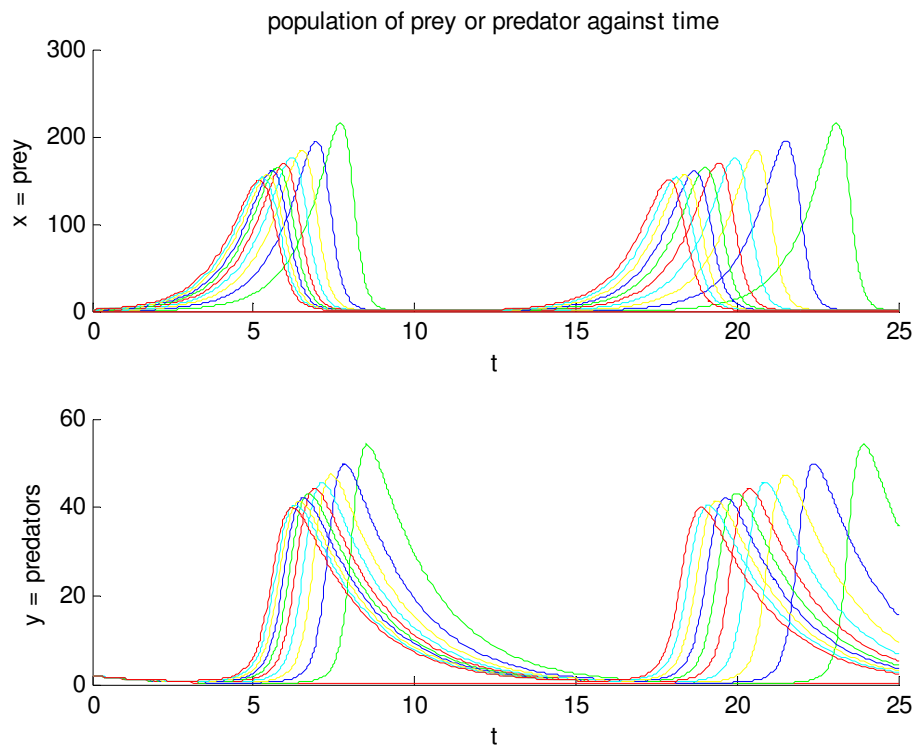 population of prey or predator against time
300
200
100
0
x = prey
0 5 10 15 20 25
t
60
40
20
0
y = predators
0 5 10 15 20 25
t